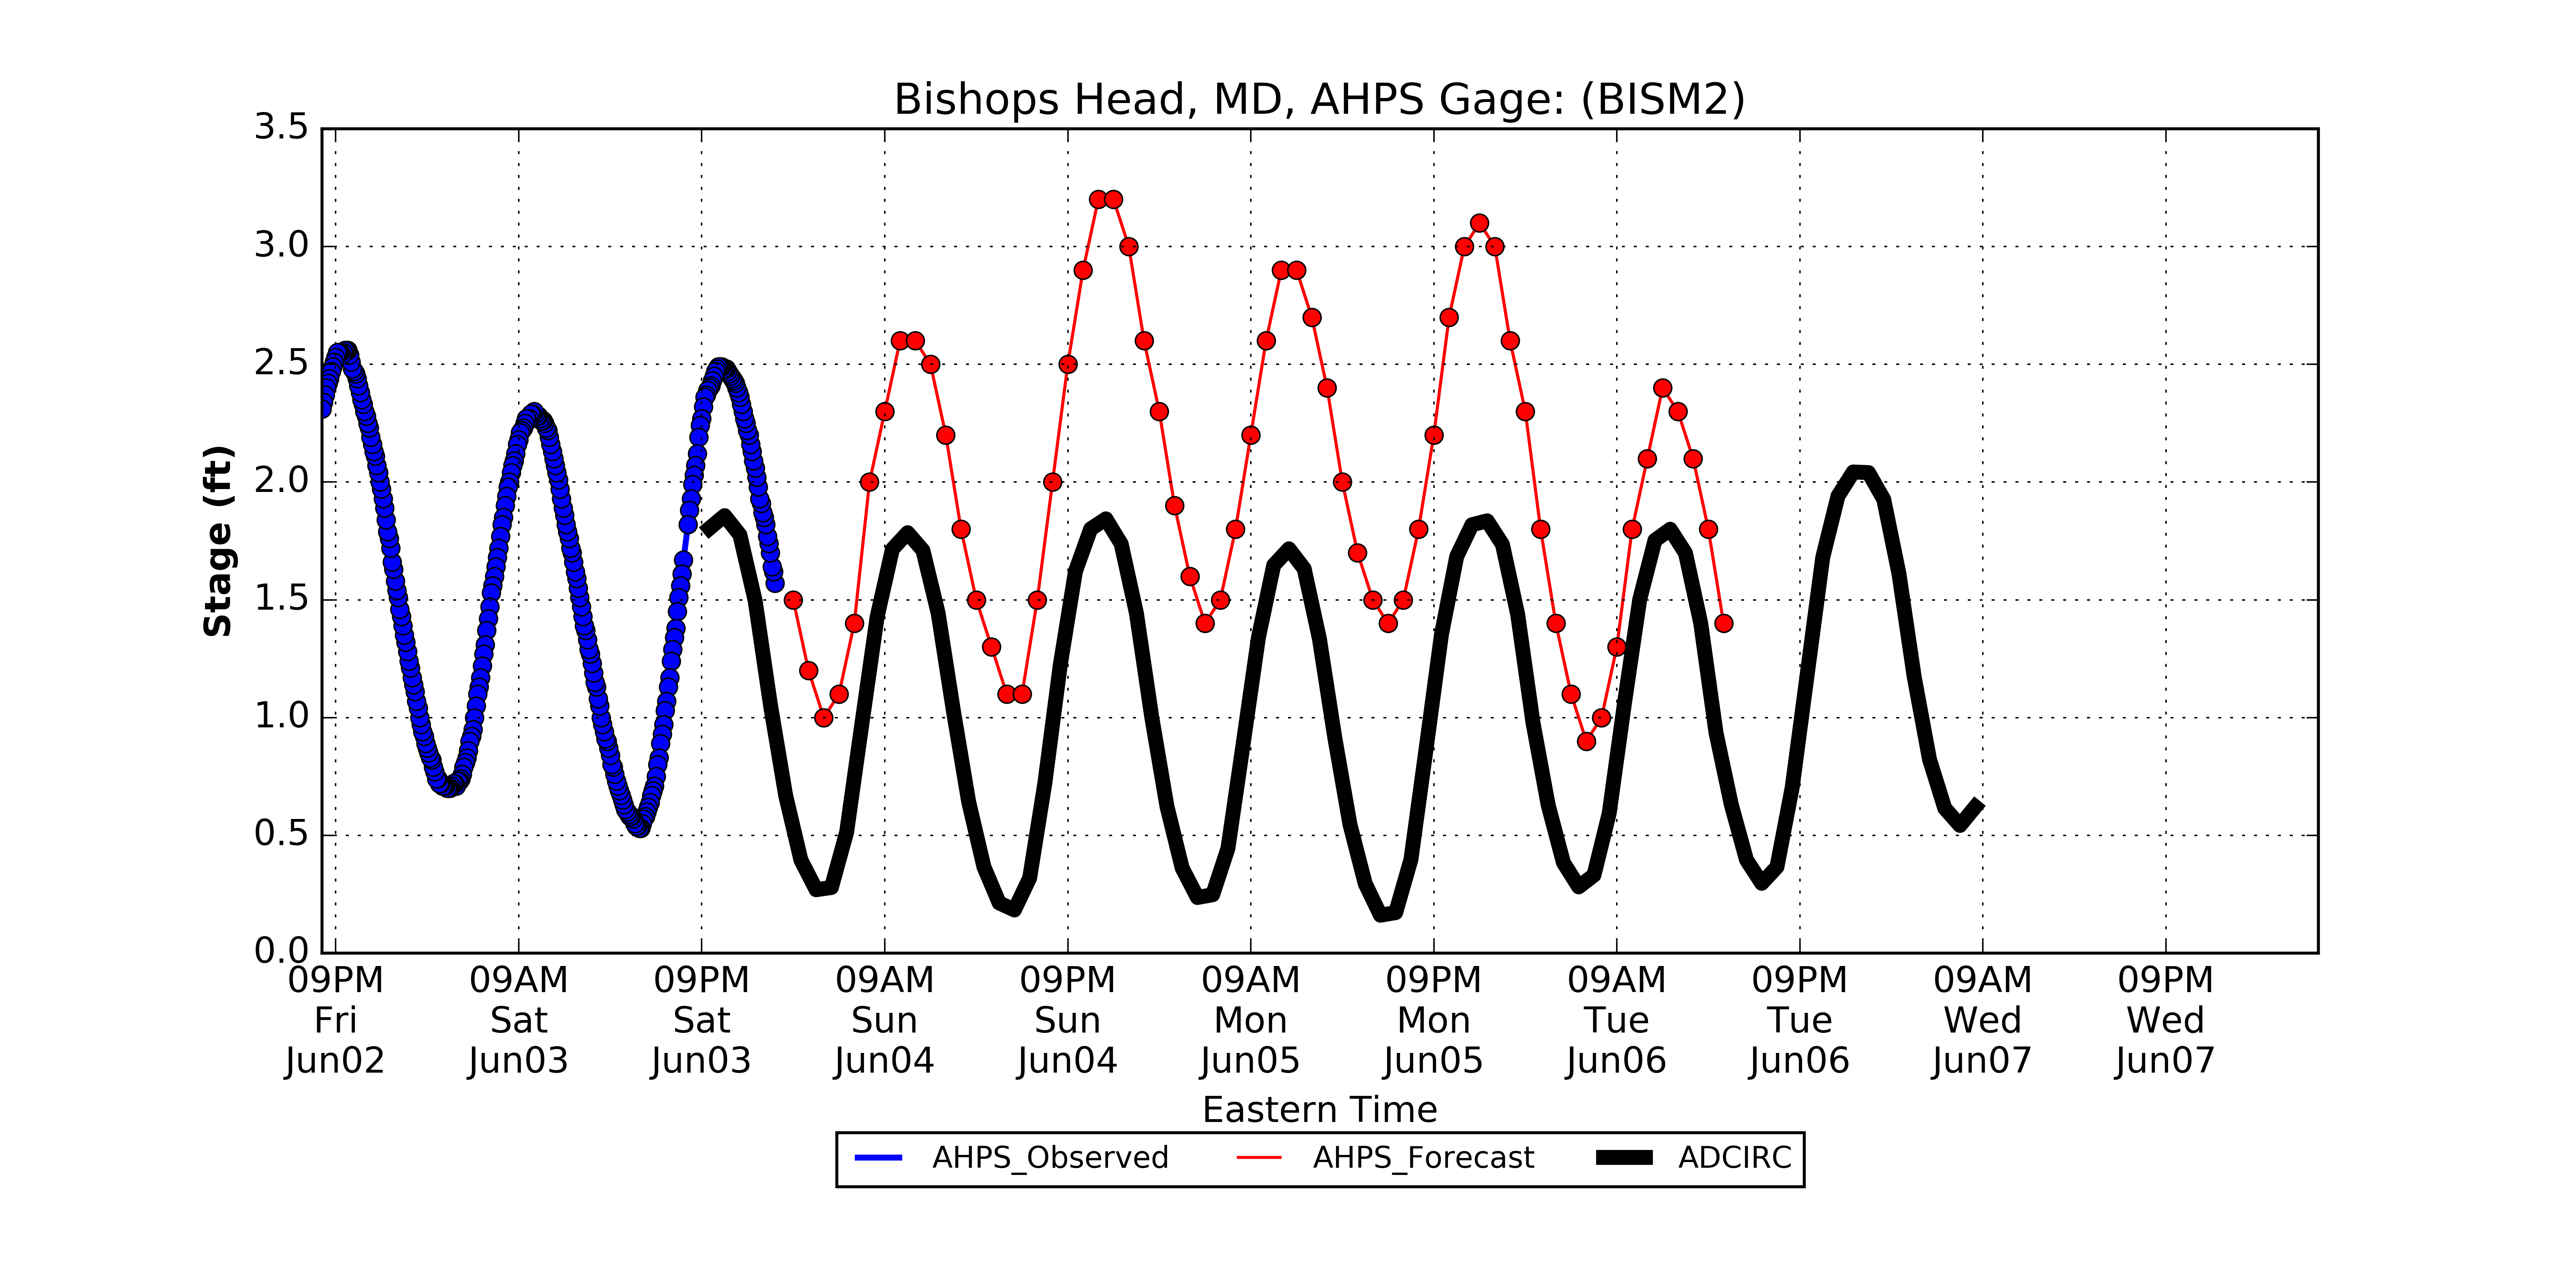 Bishops Head, MD, AHPS Gage: (BISM2)
Stage (ft)
3.5
3.0
2.5
2.0
1.5
1.0
0.5
0.0
09PM 09AM 09PM 09AM 09PM 09AM 09PM 09AM 09PM 09AM 09PM
Fri Sat Sat Sun Sun Mon Mon Tue Tue Wed Wed
Jun02 Jun03 Jun03 Jun04 Jun04 Jun05 Jun05 Jun06 Jun06 Jun07 Jun07
Eastern Time
AHPS_Observed AHPS_Forecast ADCIRC